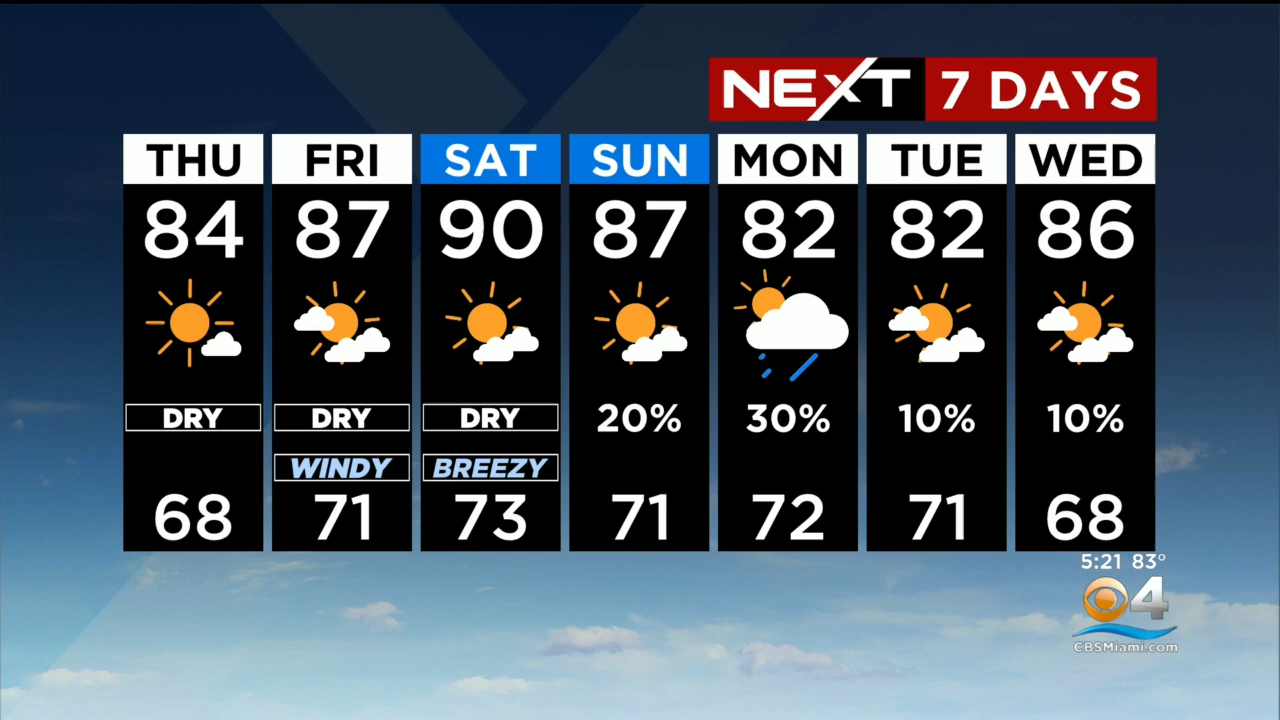 NEXT 7 DAYS
THU FRI SAT SUN MON TUE WED
84 87 90 87 82 82 86
DRY DRY DRY 20% 30% 10% 10%
WINDY BREEZY
68 71 73 71 72 71 68
5:21 83°
4
CBSMiami.com